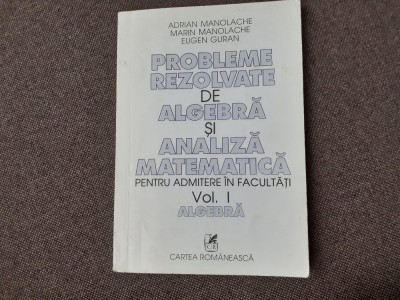 ADRIAN MANOLACHE
MARIN MANOLACHE
EUGEN GURAN
PROBLEME
REZOLVATE
DE
ALGEBRĂ
ȘI
ANALIZĂ
MATEMATICĂ
PENTRU ADMITERE ÎN FACULTĂȚI
Vol. I
ALGEBRĂ
CARTEA ROMÂNEASCĂ